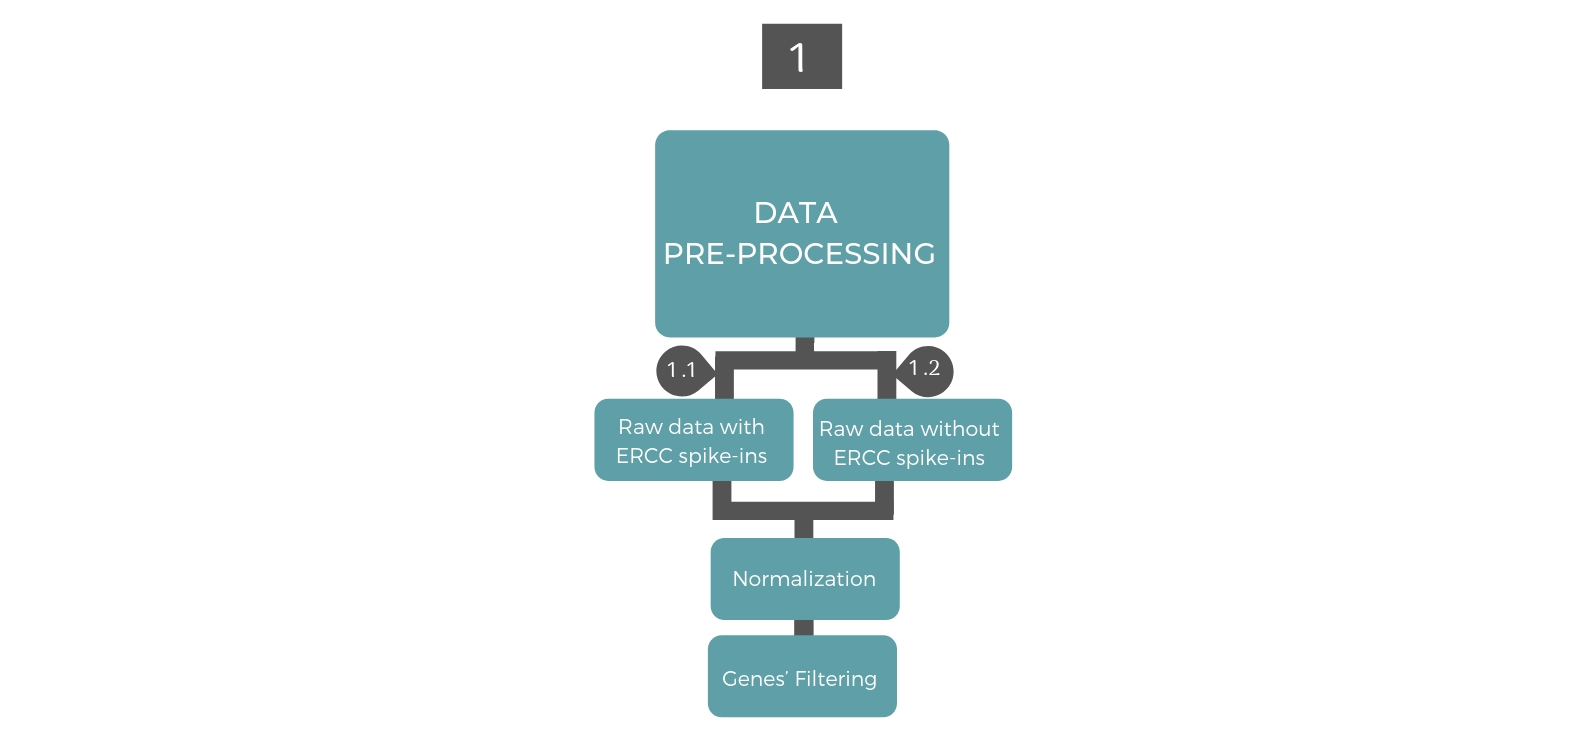 1
DATA
PRE-PROCESSING
1.1
1.2
Raw data with
ERCC spike-ins
Raw data without
ERCC spike-ins
Normalization
Genes’ Filtering